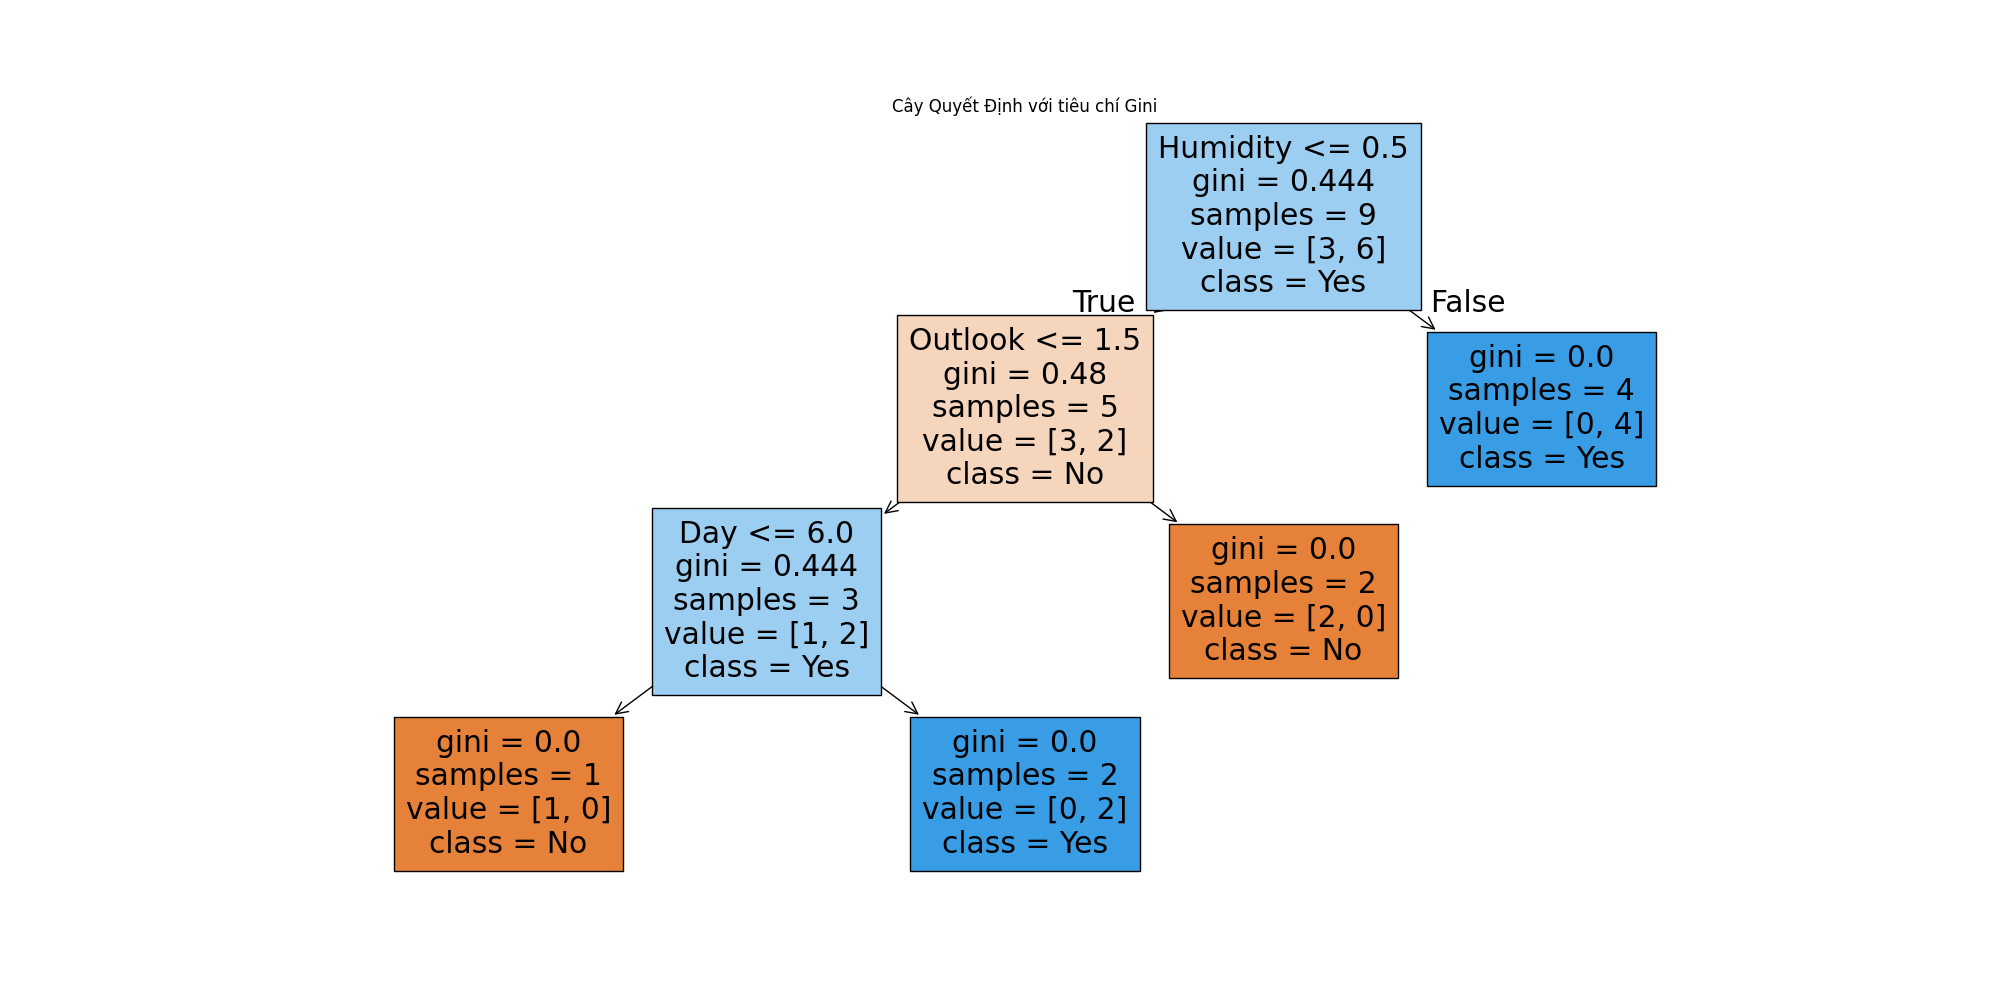 Cây Quyết Định với tiêu chí Gini
Humidity <= 0.5
gini = 0.444
samples = 9
value = [3, 6]
class = Yes
True
False
Outlook <= 1.5
gini = 0.48
samples = 5
value = [3, 2]
class = No
gini = 0.0
samples = 4
value = [0, 4]
class = Yes
Day <= 6.0
gini = 0.444
samples = 3
value = [1, 2]
class = Yes
gini = 0.0
samples = 2
value = [2, 0]
class = No
gini = 0.0
samples = 1
value = [1, 0]
class = No
gini = 0.0
samples = 2
value = [0, 2]
class = Yes